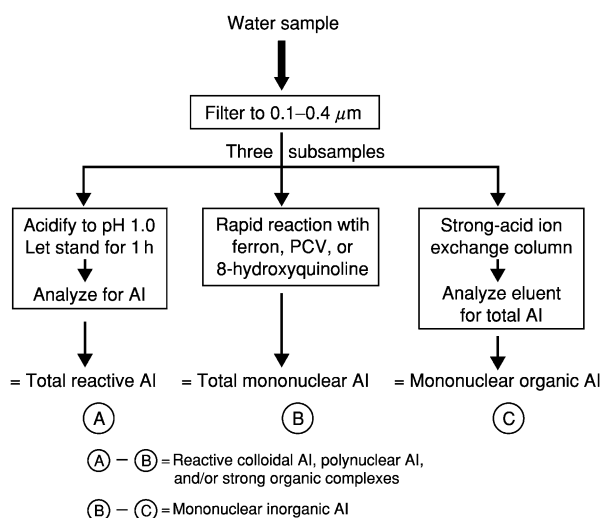 Water sample
Filter to 0.1–0.4 μm
Three subsamples
Acidify to pH 1.0
Let stand for 1 h
Analyze for Al
= Total reactive Al
A
Rapid reaction wtih
ferron, PCV, or
8-hydroxyquinoline
= Total mononuclear Al
B
Strong-acid ion
exchange column
Analyze eluent
for total Al
= Mononuclear organic Al
C
A – B = Reactive colloidal Al, polynuclear Al,
and/or strong organic complexes
B – C = Mononuclear inorganic Al